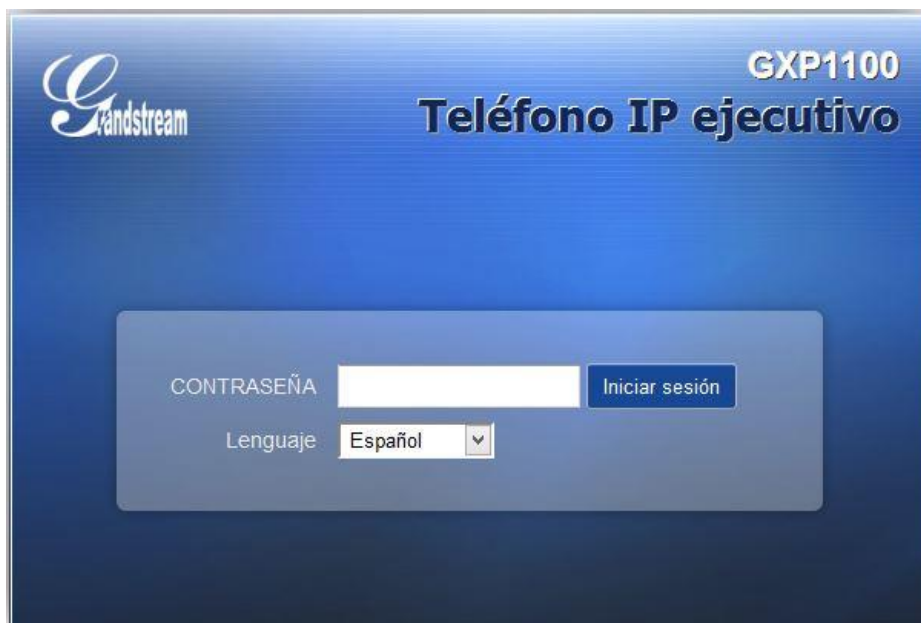 Grandstream
GXP1100
Teléfono IP ejecutivo
CONTRASEÑA
Iniciar sesión
Lenguaje
Español